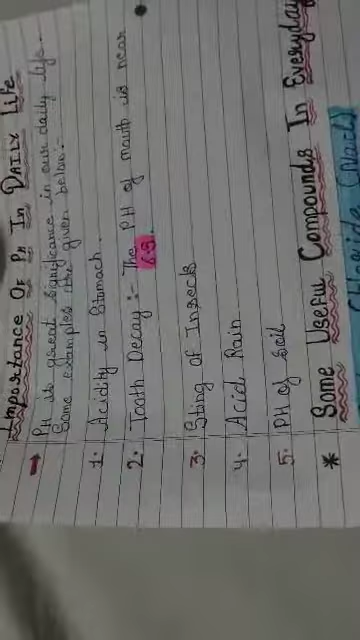 Importance Of PH In DAILY LIFE
→ PH is great significance in our daily life.
Some examples are given below:-
1. Acidity in Stomach.
2. Tooth Decay :- The PH of mouth is near
6.9.
3. Sting of Insects
4. Acid Rain
5. PH of Soil
* Some Useful Compounds In Everyday